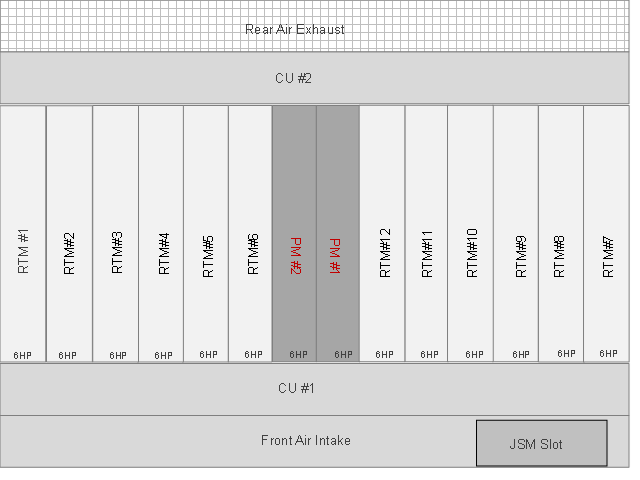 Rear Air Exhaust
CU #2
RTM #1
RTM#2
RTM#3
RTM#4
RTM#5
RTM#6
PM #2
PM #1
RTM#12
RTM#11
RTM#10
RTM#9
RTM#8
RTM#7
6HP
6HP
6HP
6HP
6HP
6HP
6HP
6HP
6HP
6HP
6HP
6HP
6HP
6HP
CU #1
Front Air Intake
JSM Slot